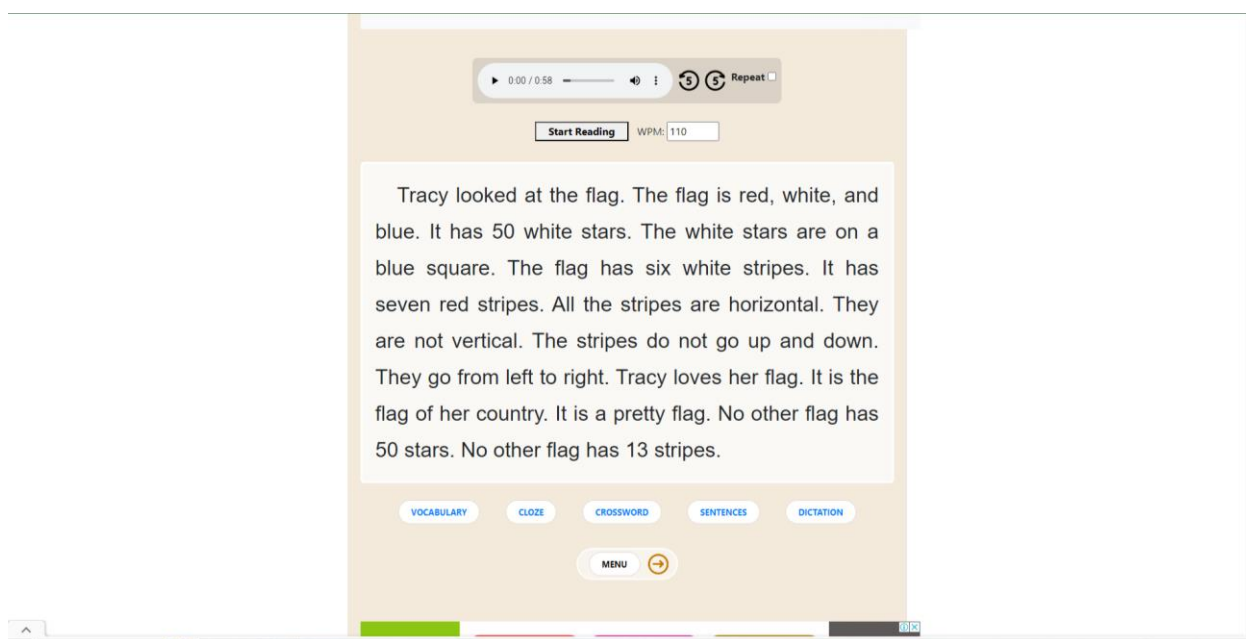 0:00 / 0:58
5 5 Repeat
Start Reading WPM: 110
Tracy looked at the flag. The flag is red, white, and
blue. It has 50 white stars. The white stars are on a
blue square. The flag has six white stripes. It has
seven red stripes. All the stripes are horizontal. They
are not vertical. The stripes do not go up and down.
They go from left to right. Tracy loves her flag. It is the
flag of her country. It is a pretty flag. No other flag has
50 stars. No other flag has 13 stripes.
VOCABULARY CLOZE CROSSWORD SENTENCES DICTATION
MENU